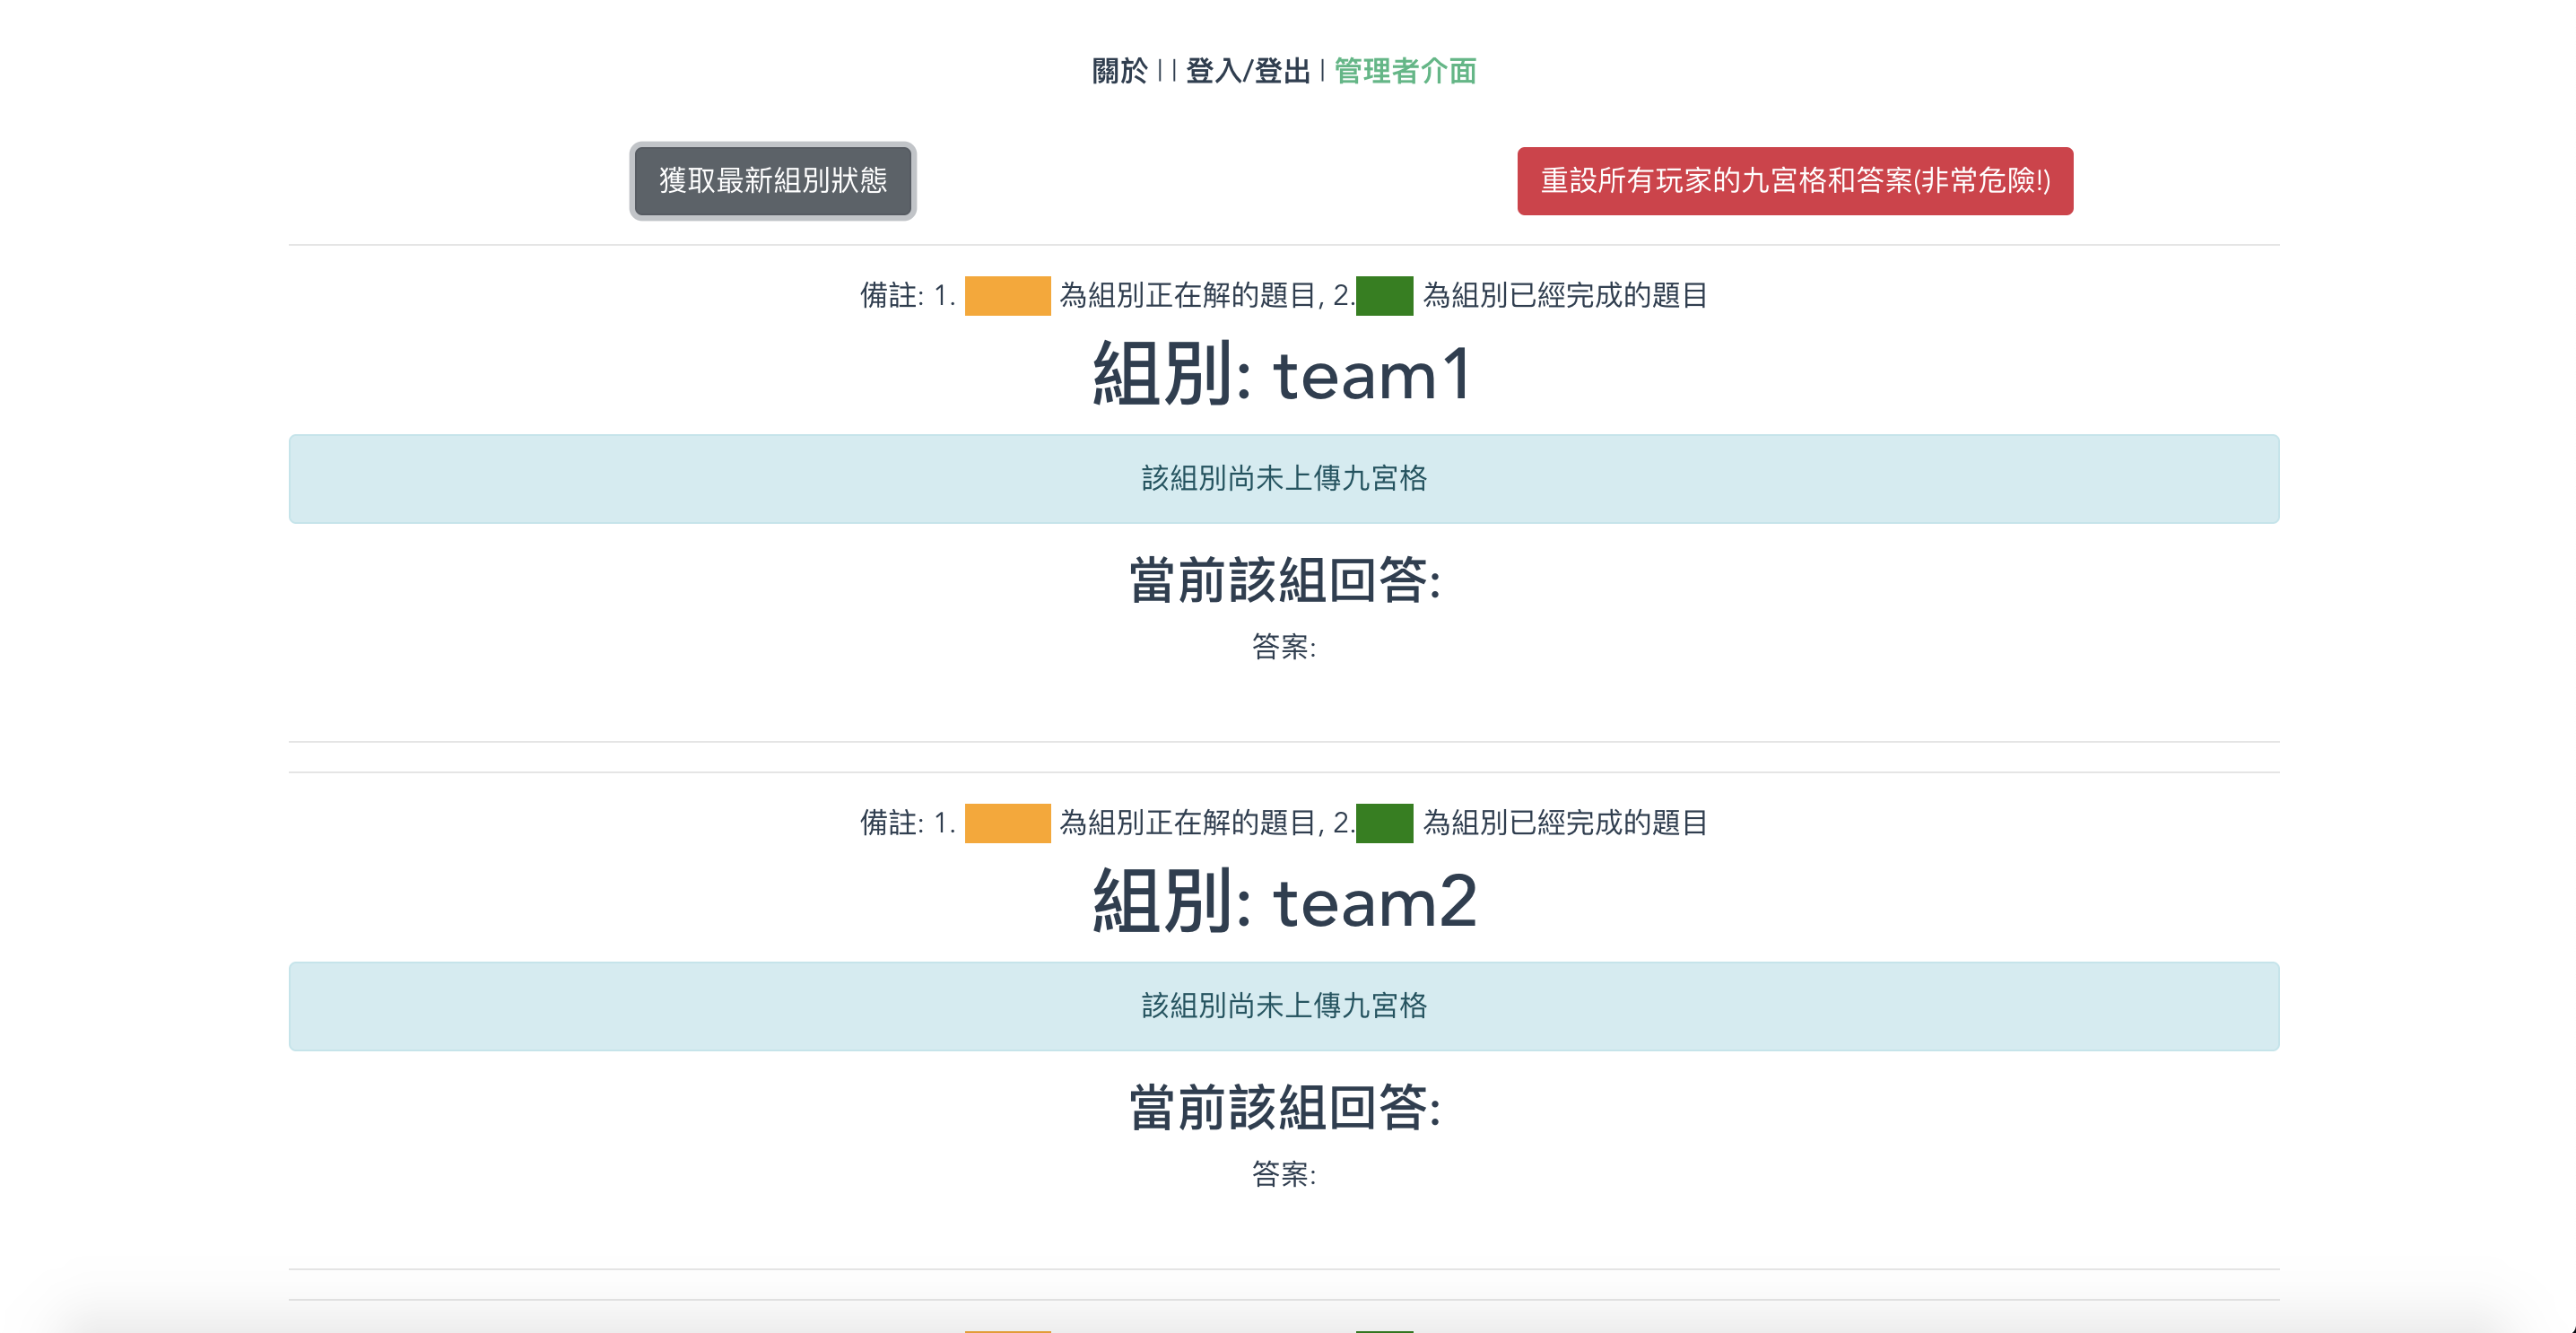 關於 | | 登入/登出 | 管理者介面
獲取最新組別狀態
重設所有玩家的九宮格和答案(非常危險!)
備註: 1. 為組別正在解的題目, 2. 為組別已經完成的題目
組別: team1
該組別尚未上傳九宮格
當前該組回答:
答案:
備註: 1. 為組別正在解的題目, 2. 為組別已經完成的題目
組別: team2
該組別尚未上傳九宮格
當前該組回答:
答案: